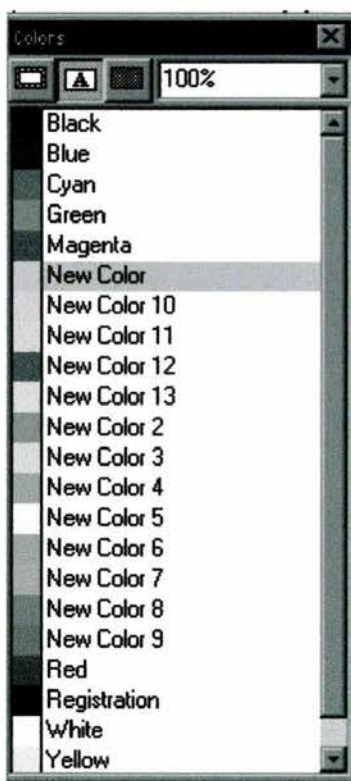 Colors
A 100%
Black
Blue
Cyan
Green
Magenta
New Color
New Color 10
New Color 11
New Color 12
New Color 13
New Color 2
New Color 3
New Color 4
New Color 5
New Color 6
New Color 7
New Color 8
New Color 9
Red
Registration
White
Yellow